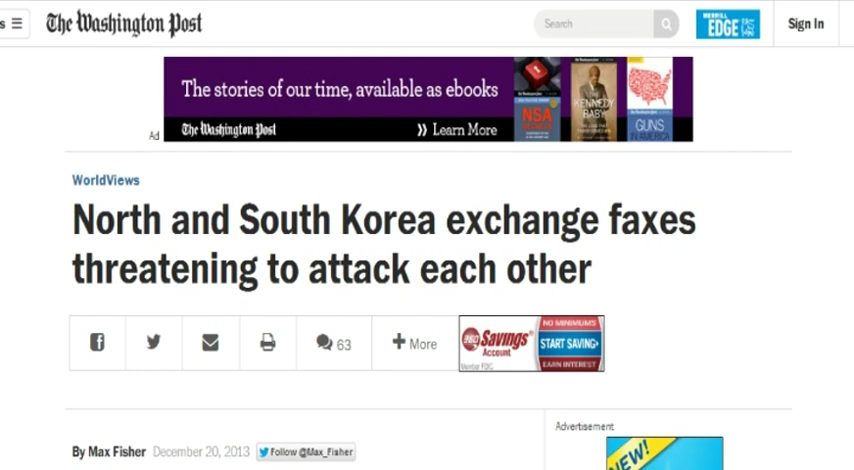 s
The Washington Post
Search
MERRILL
EDGE
Sign In
The stories of our time, available as ebooks
The Washington Post
» Learn More
NSA
THE
KENNEDY
BABY
GUNS
IN AMERICA
Ad
WorldViews
North and South Korea exchange faxes
threatening to attack each other
63
+ More
360 Savings
Account
Member FDIC
NO MINIMUMS
START SAVING
EARN INTEREST
By Max Fisher December 20, 2013 Follow @Max_Fisher
Advertisement
NEW!